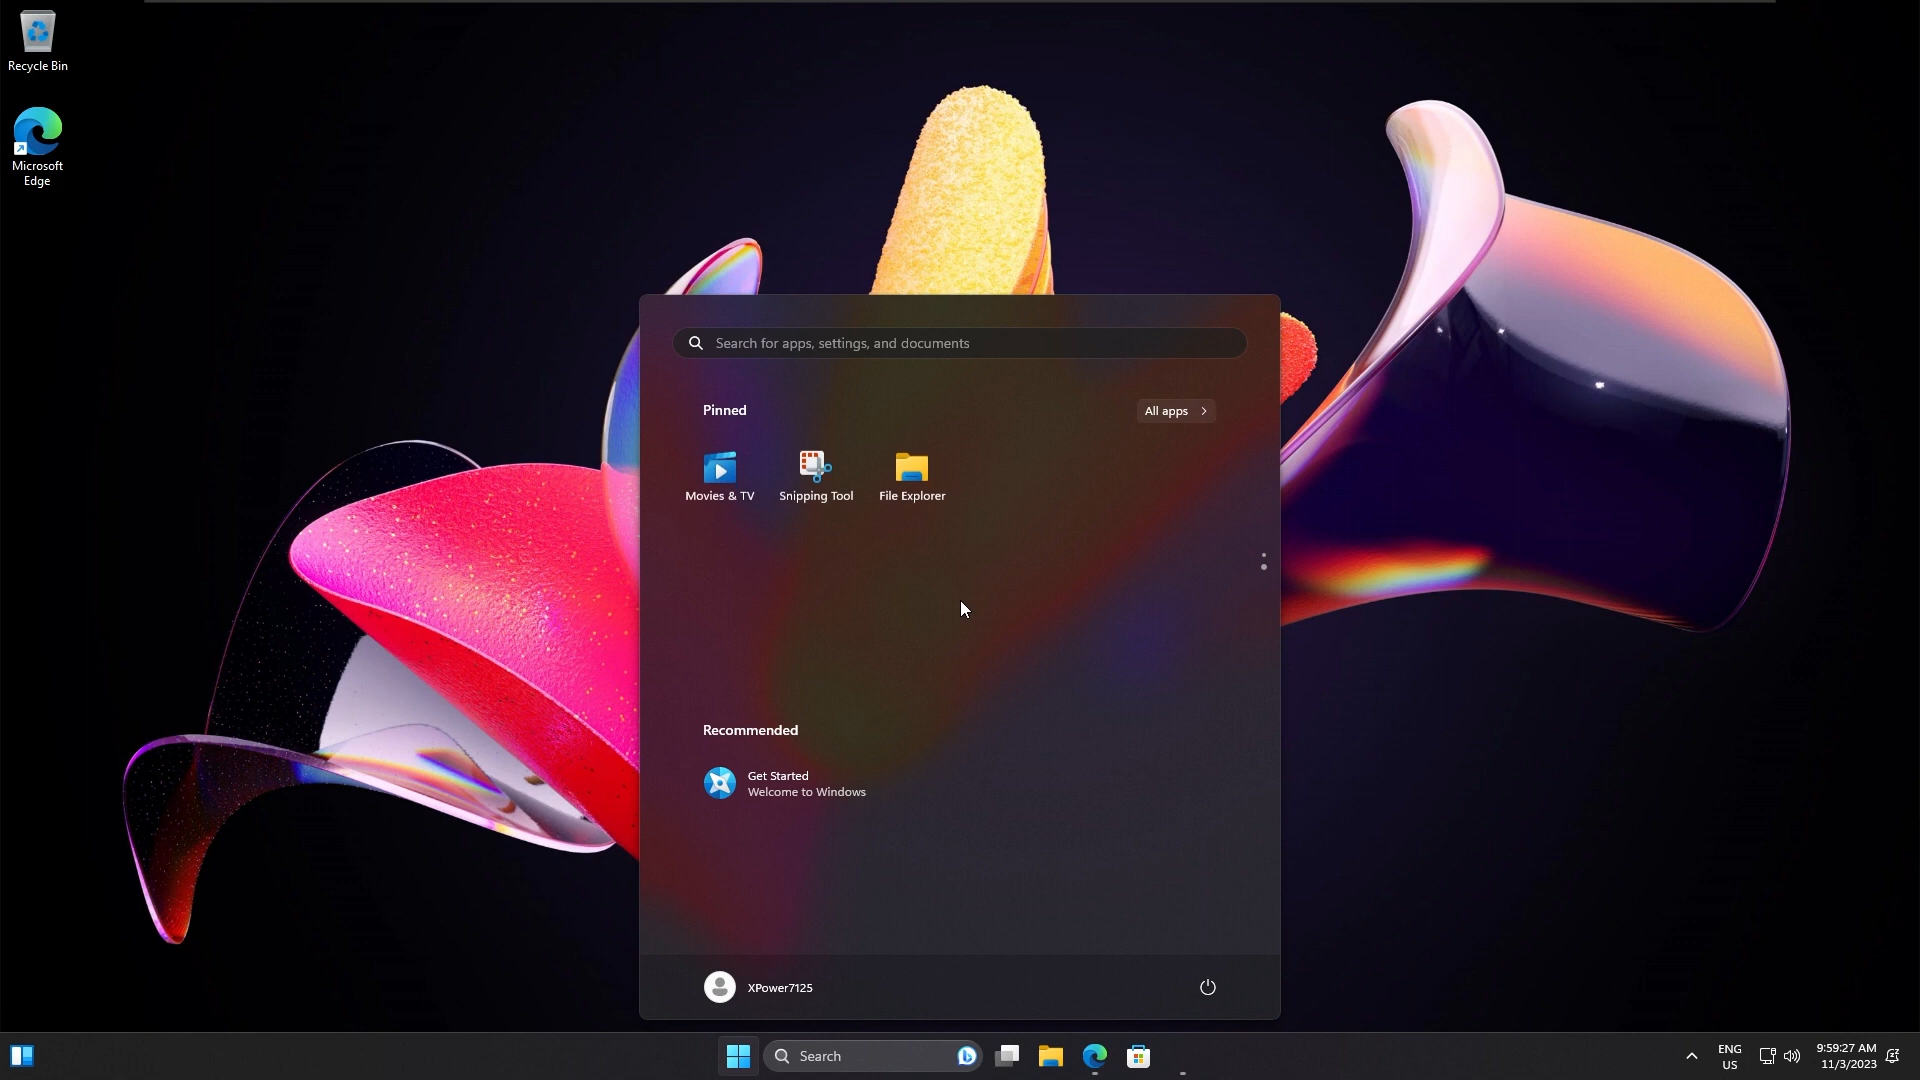 Recycle Bin
Microsoft
Edge
Search for apps, settings, and documents
Pinned
All apps
Movies & TV
Snipping Tool
File Explorer
Recommended
Get Started
Welcome to Windows
XPower7125
Search
ENG
US
9:59:27 AM
11/3/2023